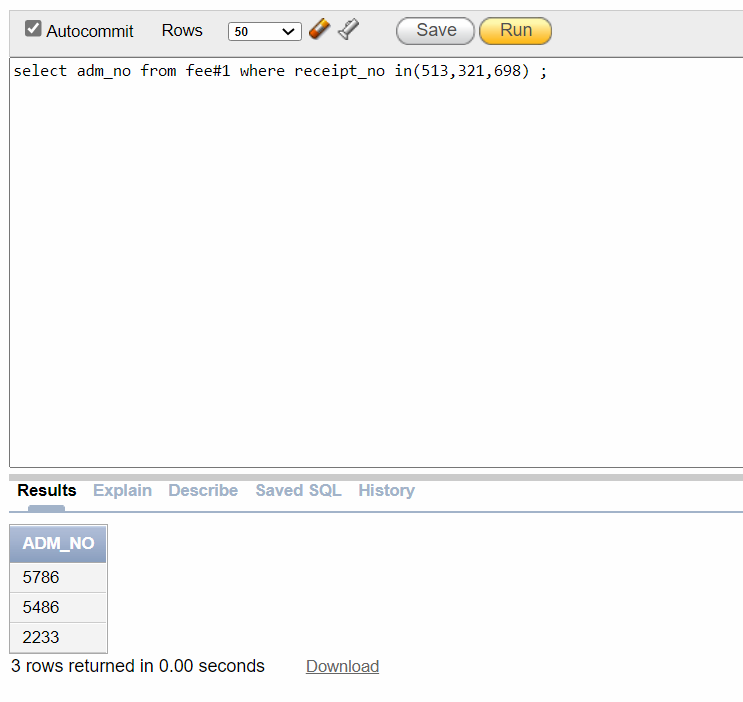 Autocommit Rows 50 Save Run
select adm_no from fee#1 where receipt_no in(513,321,698) ;
Results Explain Describe Saved SQL History
ADM_NO
5786
5486
2233
3 rows returned in 0.00 seconds Download